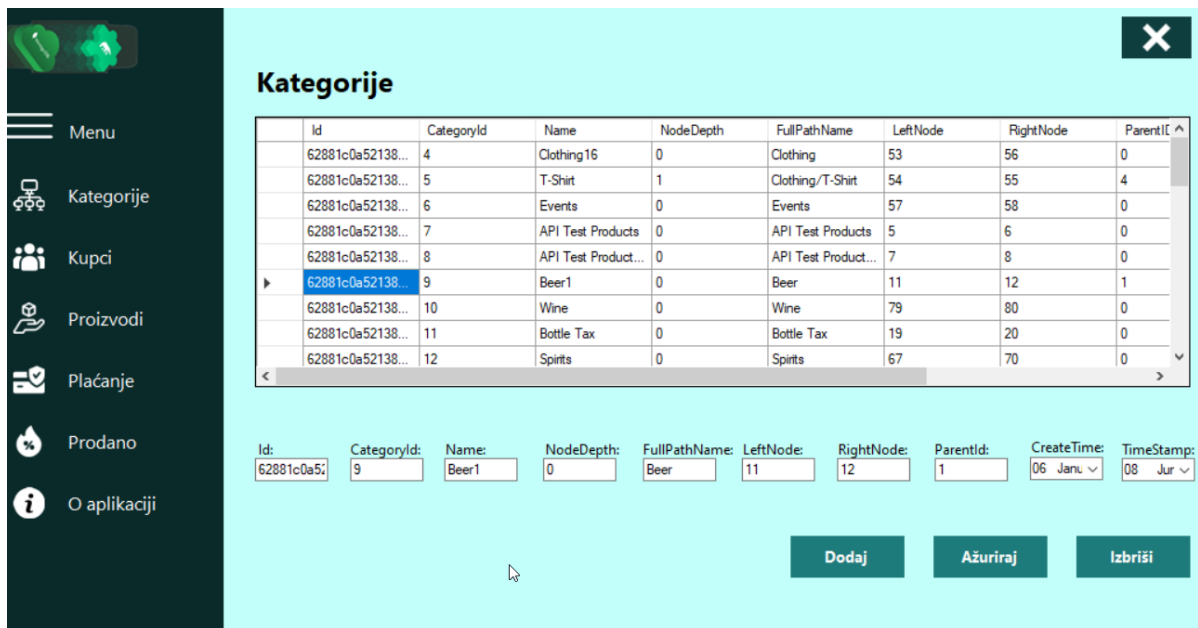 Kategorije
Menu
Kategorije
Kupci
Proizvodi
Plaćanje
Prodano
O aplikaciji
Id CategoryId Name NodeDepth FullPathName LeftNode RightNode ParentID
62881c0a52138... 4 Clothing16 0 Clothing 53 56 0
62881c0a52138... 5 T-Shirt 1 Clothing/T-Shirt 54 55 4
62881c0a52138... 6 Events 0 Events 57 58 0
62881c0a52138... 7 API Test Products 0 API Test Products 5 6 0
62881c0a52138... 8 API Test Product... 0 API Test Product... 7 8 0
62881c0a52138... 9 Beer1 0 Beer 11 12 1
62881c0a52138... 10 Wine 0 Wine 79 80 0
62881c0a52138... 11 Bottle Tax 0 Bottle Tax 19 20 0
62881c0a52138... 12 Spirits 0 Spirits 67 70 0
Id: CategoryId: Name: NodeDepth: FullPathName: LeftNode: RightNode: ParentId: CreateTime: TimeStamp:
62881c0a52 9 Beer1 0 Beer 11 12 1 06 Janu 08 Jur
Dodaj Ažuriraj Izbriši